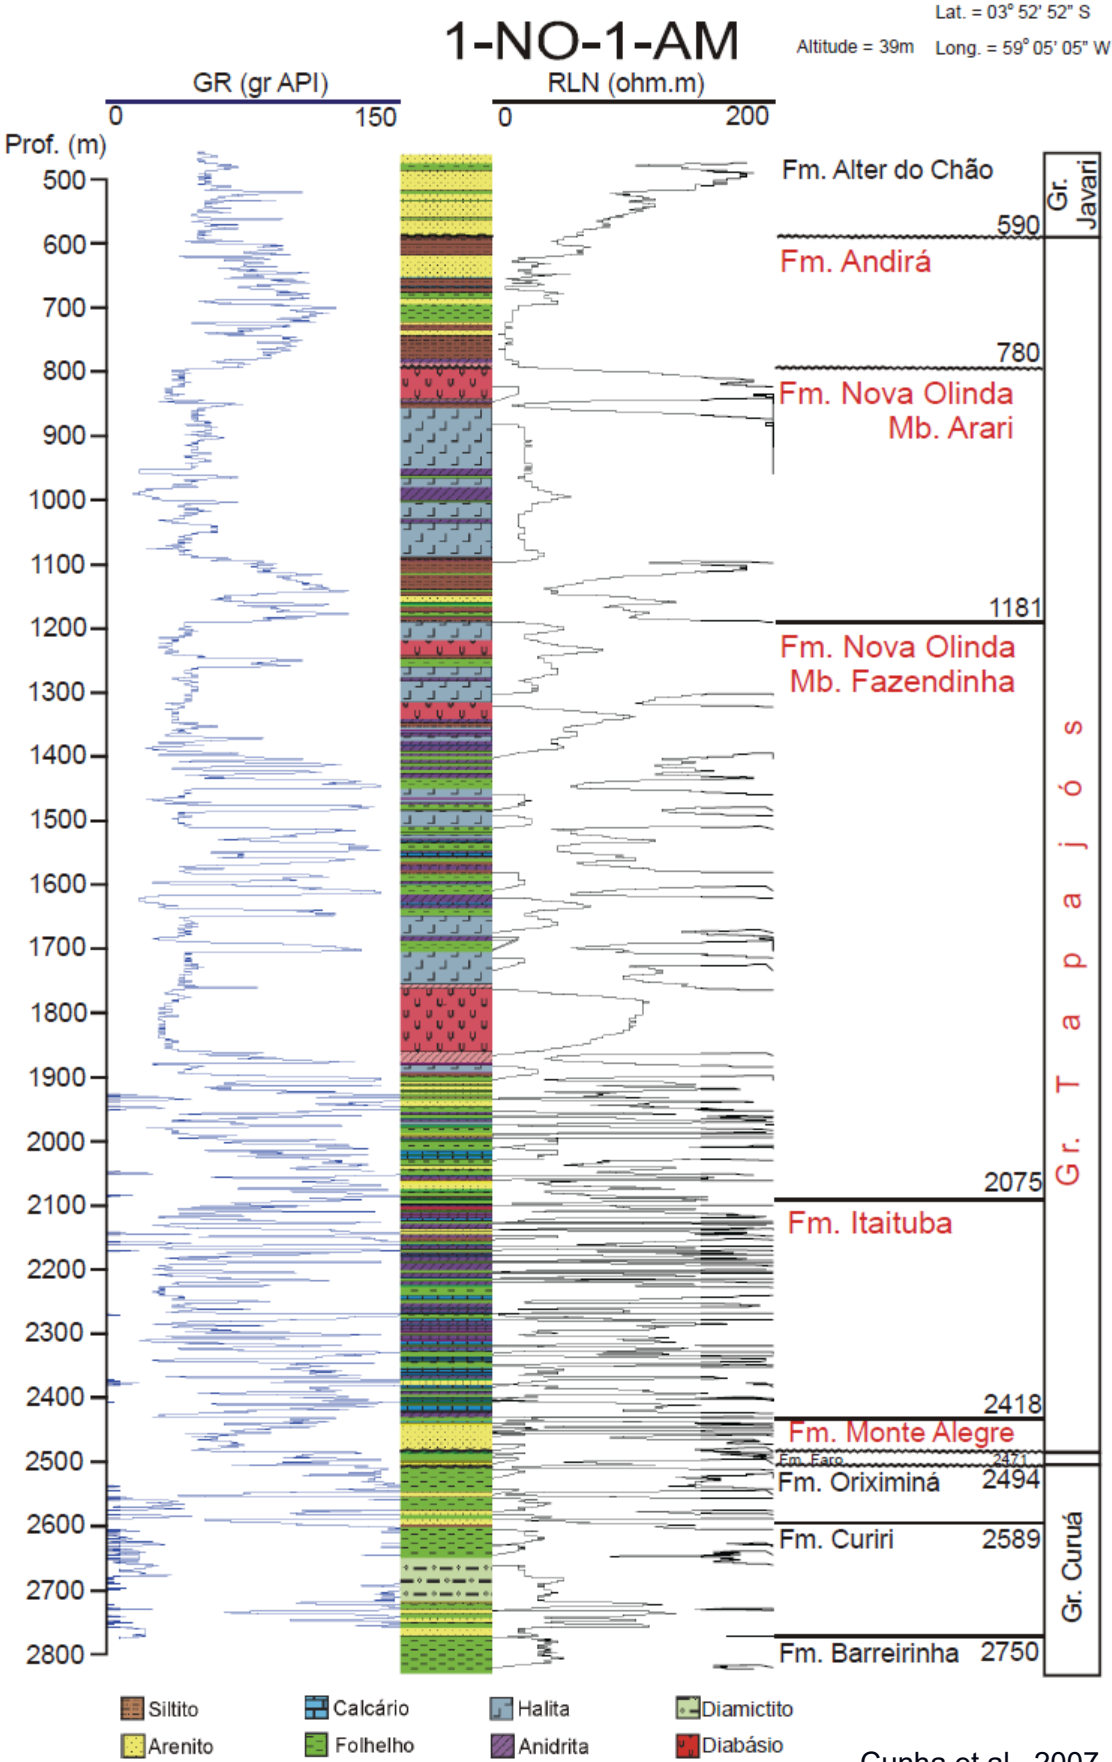 Lat. = 03° 52' 52" S
1-NO-1-AM
Altitude = 39m Long. = 59° 05' 05" W
GR (gr API) RLN (ohm.m)
0 150 0 200
Prof. (m)
500
600
700
800
900
1000
1100
1200
1300
1400
1500
1600
1700
1800
1900
2000
2100
2200
2300
2400
2500
2600
2700
2800
Fm. Alter do Chão
590
Fm. Andirá
780
Fm. Nova Olinda
Mb. Arari
1181
Fm. Nova Olinda
Mb. Fazendinha
2075
Fm. Itaituba
2418
Fm. Monte Alegre
Fm. Faro 2471
Fm. Oriximiná 2494
Fm. Curiri 2589
Fm. Barreirinha 2750
Gr.
Javari
Gr. Tapajós
Gr. Curuá
Siltito Calcário Halita Diamictito
Arenito Folhelho Anidrita Diabásio
Cunha et al., 2007